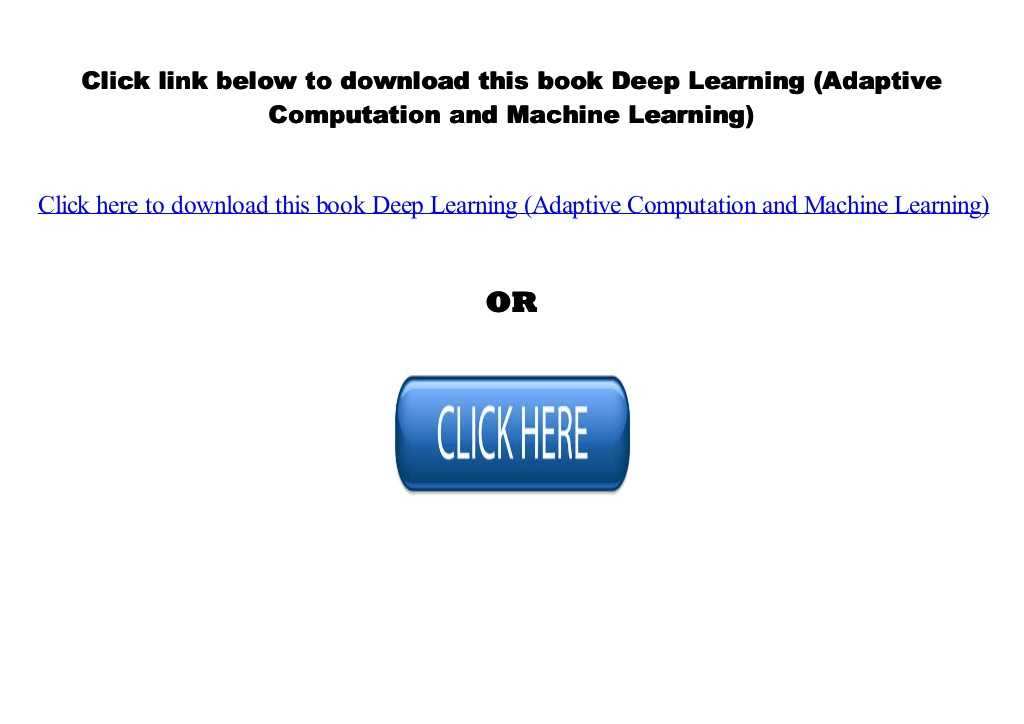 Click link below to download this book Deep Learning (Adaptive
Computation and Machine Learning)
Click here to download this book Deep Learning (Adaptive Computation and Machine Learning)
OR
CLICK HERE